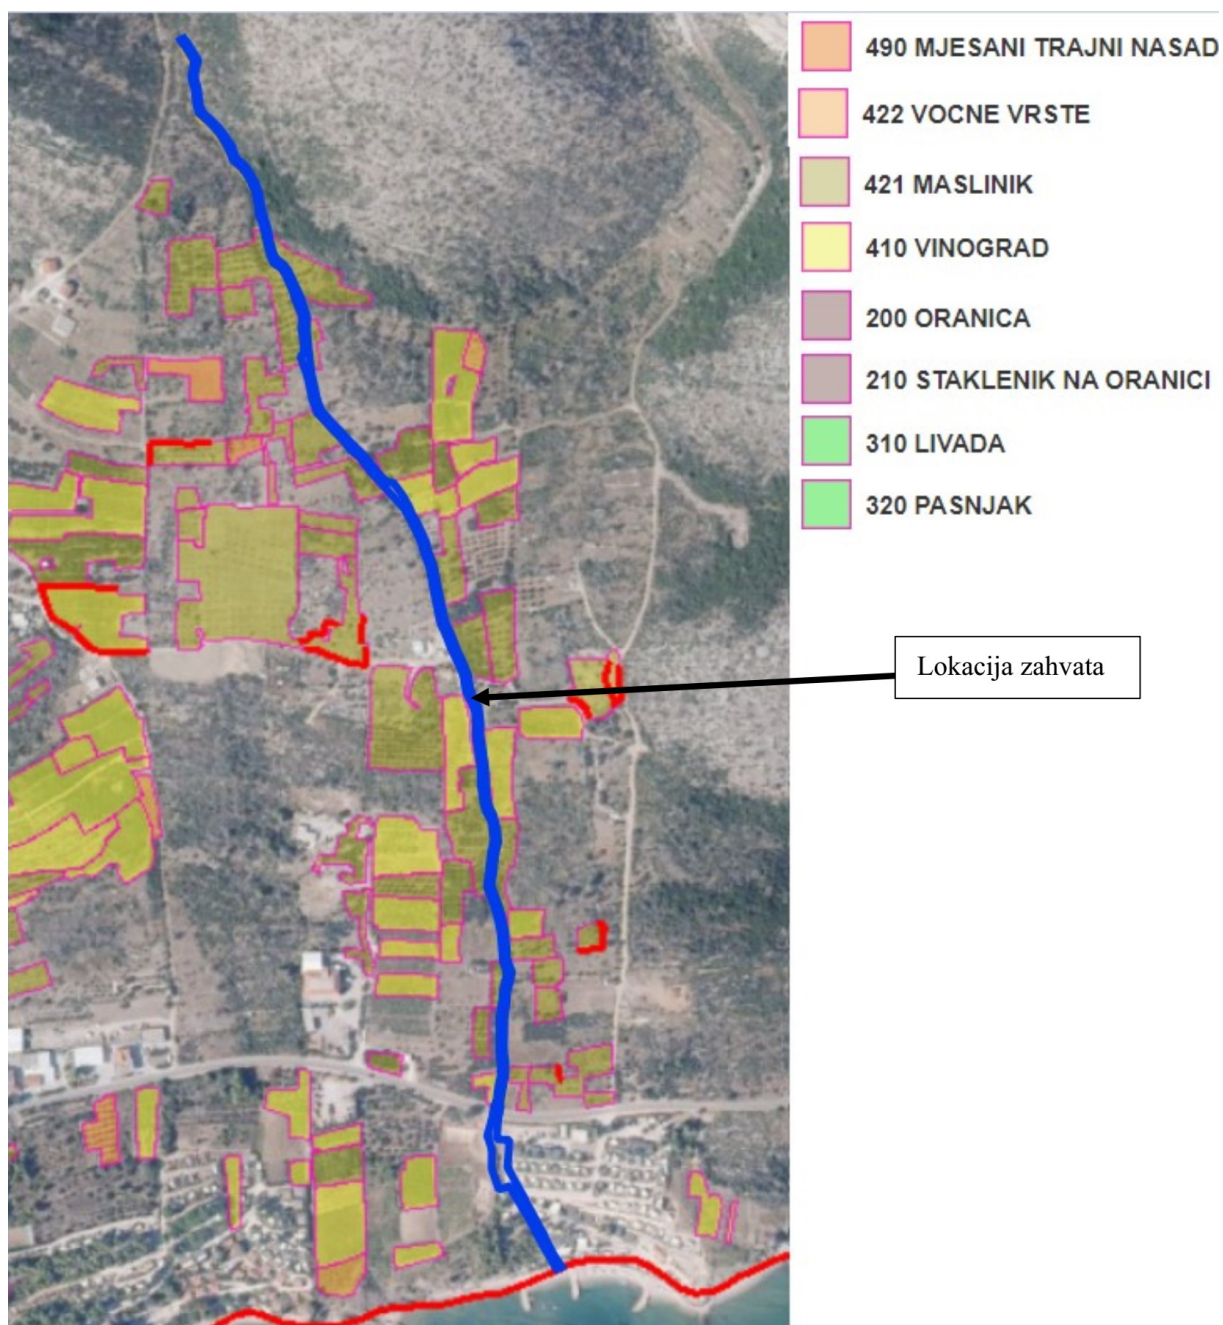 490 MJESANI TRAJNI NASAD
422 VOCNE VRSTE
421 MASLINIK
410 VINOGRAD
200 ORANICA
210 STAKLENIK NA ORANICI
310 LIVADA
320 PASNJAK
Lokacija zahvata